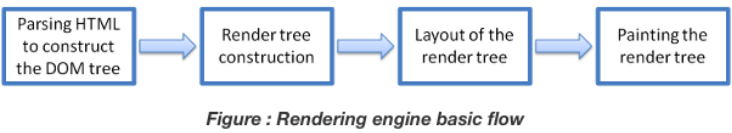 Parsing HTML
to construct
the DOM tree
Render tree
construction
Layout of the
render tree
Painting the
render tree
Figure : Rendering engine basic flow